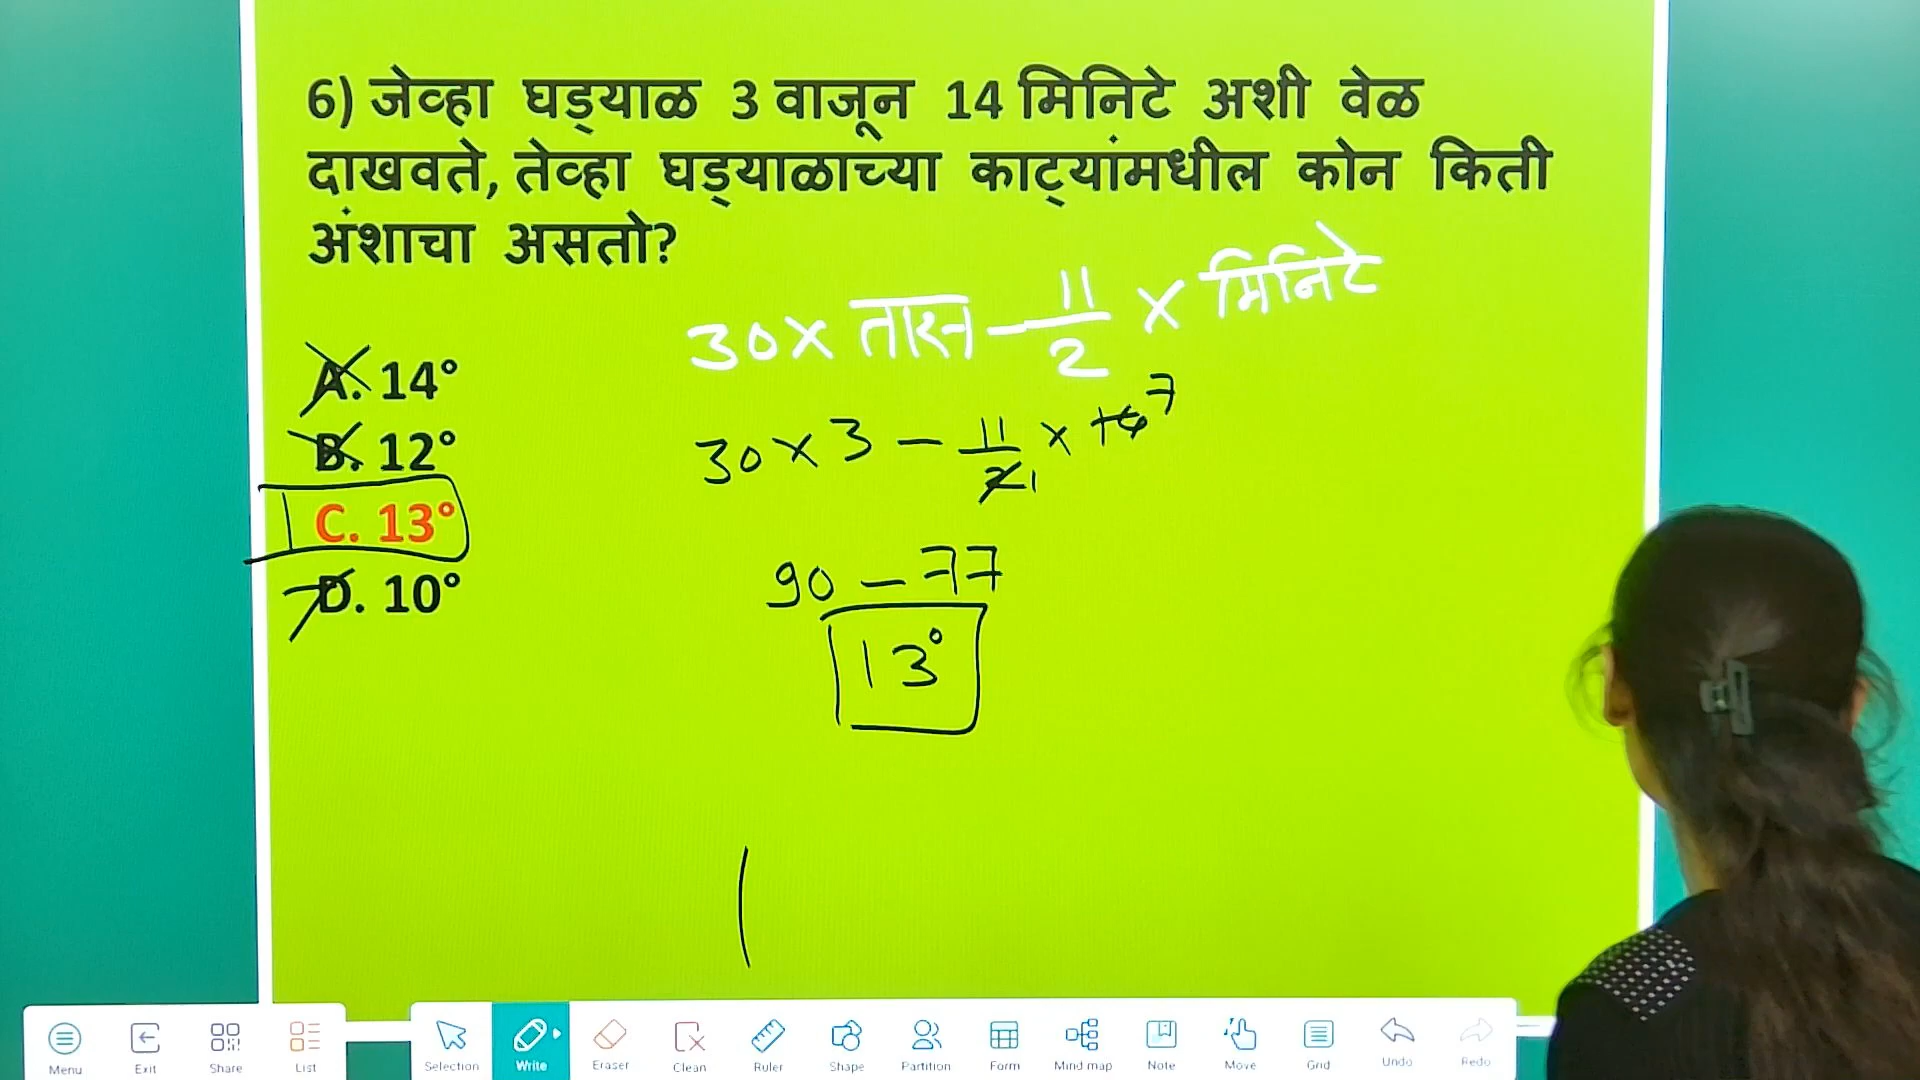 6) जेव्हा घड्याळ 3 वाजून 14 मिनिटे अशी वेळ
दाखवते, तेव्हा घड्याळाच्या काट्यांमधील कोन किती
अंशाचा असतो?
30 × तास - 11/2 × मिनिटे
A. 14°
B. 12°
C. 13°
D. 10°
30 × 3 - 11/2 1 × 14 7
90 - 77
13°
Menu Exit Share List Selection Write Eraser Clean Ruler Shape Partition Form Mind map Note Move Grid Undo Redo